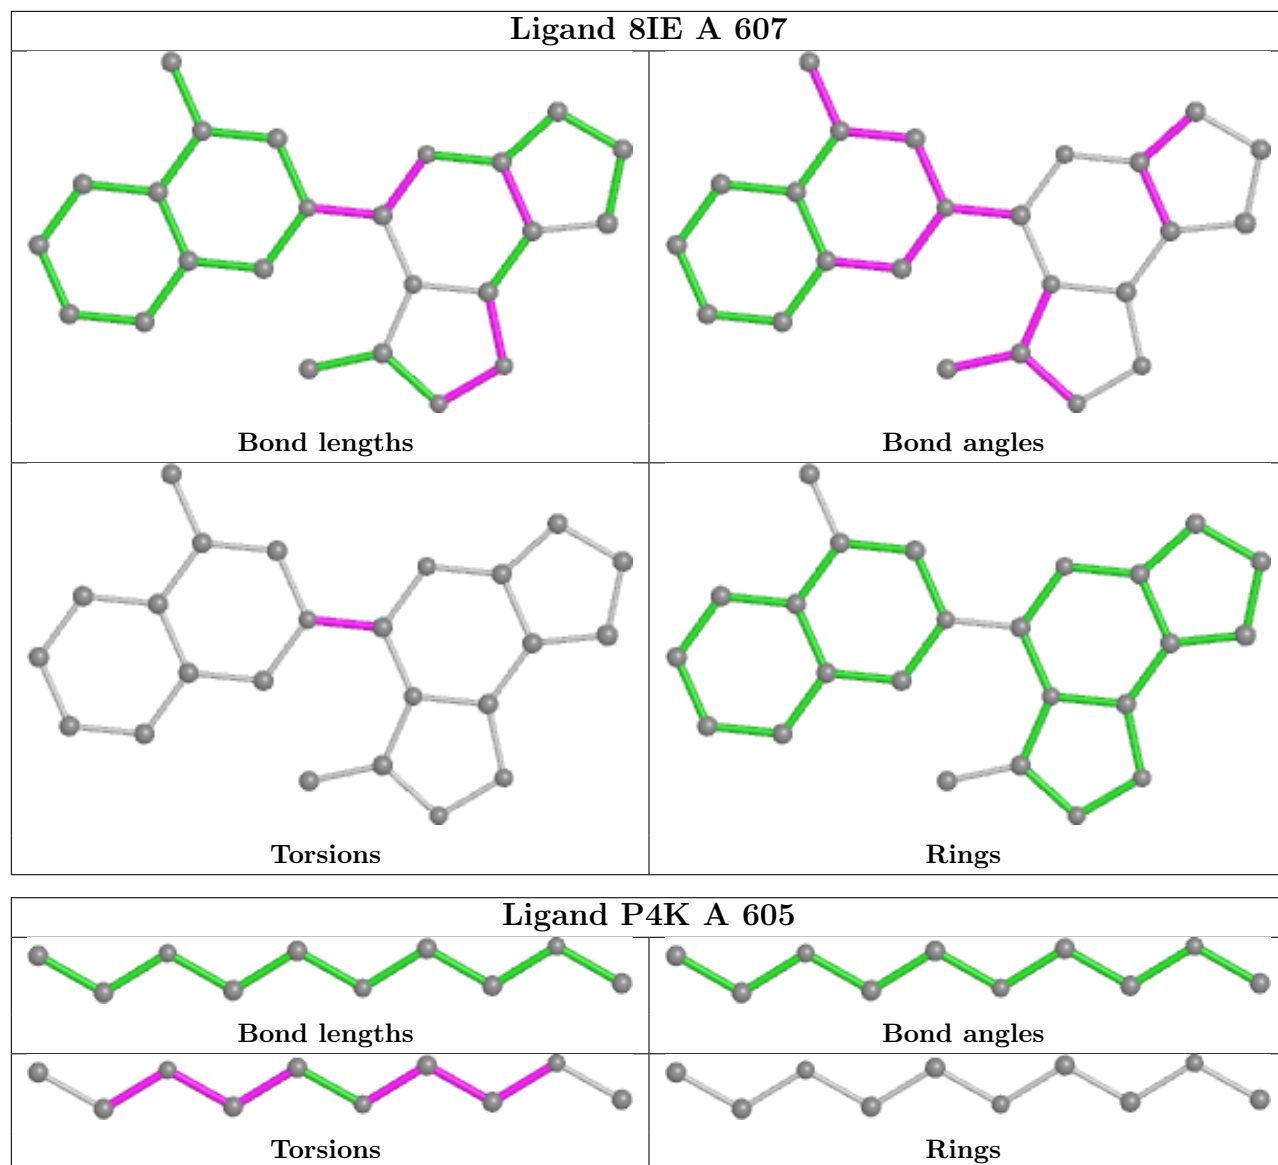 Ligand 8IE A 607
Bond lengths
Bond angles
Torsions
Rings
Ligand P4K A 605
Bond lengths
Bond angles
Torsions
Rings